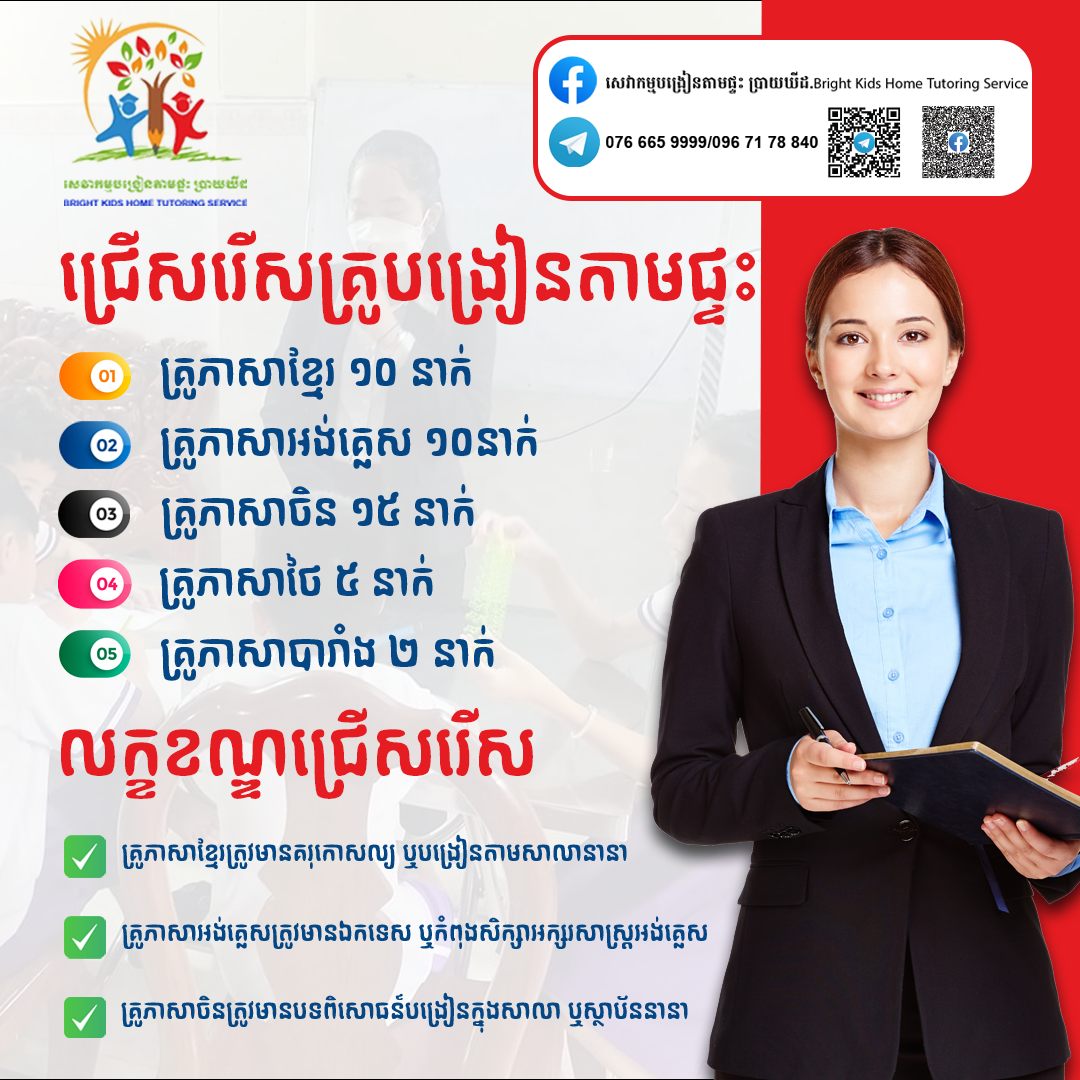 សេវាកម្មបង្រៀនតាមផ្ទះ ប្រាយឃីដ
BRIGHT KIDS HOME TUTORING SERVICE
សេវាកម្មបង្រៀនតាមផ្ទះ ប្រាយឃីដ.Bright Kids Home Tutoring Service
076 665 9999/096 71 78 840
ជ្រើសរើសគ្រូបង្រៀនតាមផ្ទះ
01 គ្រូភាសាខ្មែរ ១០ នាក់
02 គ្រូភាសាអង់គ្លេស ១០នាក់
03 គ្រូភាសាចិន ១៥ នាក់
04 គ្រូភាសាថៃ ៥ នាក់
05 គ្រូភាសាបារាំង ២ នាក់
លក្ខខណ្ឌជ្រើសរើស
គ្រូភាសាខ្មែរត្រូវមានគរុកោសល្យ ឬបង្រៀនតាមសាលានានា
គ្រូភាសាអង់គ្លេសត្រូវមានឯកទេស ឬកំពុងសិក្សាអក្សរសាស្ត្រអង់គ្លេស
គ្រូភាសាចិនត្រូវមានបទពិសោធន៍បង្រៀនក្នុងសាលា ឬស្ថាប័ននានា